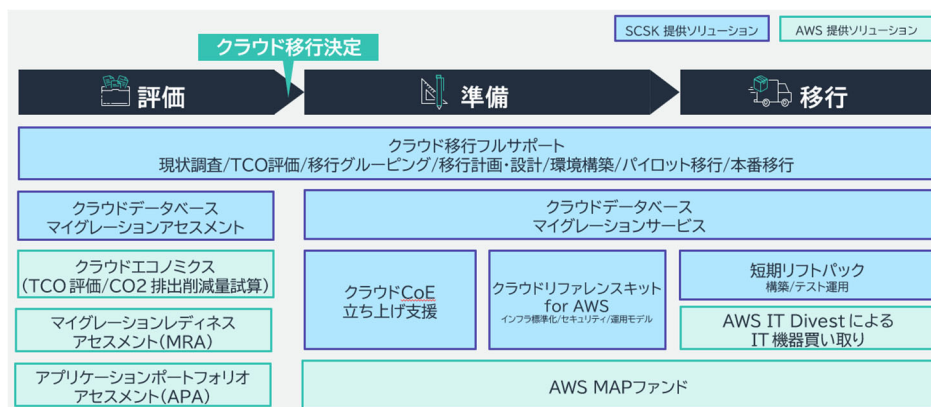 SCSK 提供ソリューション
AWS 提供ソリューション
クラウド移行決定
評価
準備
移行
クラウド移行フルサポート
現状調査/TCO評価/移行グルーピング/移行計画・設計/環境構築/パイロット移行/本番移行
クラウドデータベース
マイグレーションアセスメント
クラウドデータベース
マイグレーションサービス
クラウドエコノミクス
(TCO 評価/CO2 排出削減量試算)
マイグレーションレディネス
アセスメント(MRA)
アプリケーションポートフォリオ
アセスメント(APA)
クラウドCoE
立ち上げ支援
クラウドリファレンスキット
for AWS
インフラ標準化/セキュリティ/運用モデル
短期リフトパック
構築/テスト運用
AWS IT Divestによる
IT機器買い取り
AWS MAPファンド